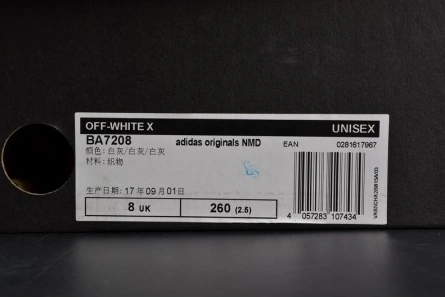 OFF-WHITE X UNISEX
BA7208 adidas originals NMD EAN 0281617967
颜色: 白灰/白灰/白灰
材料: 织物
生产日期: 17 年 09 月 01 日
8 UK 260 (2.5)
4 057283 107434